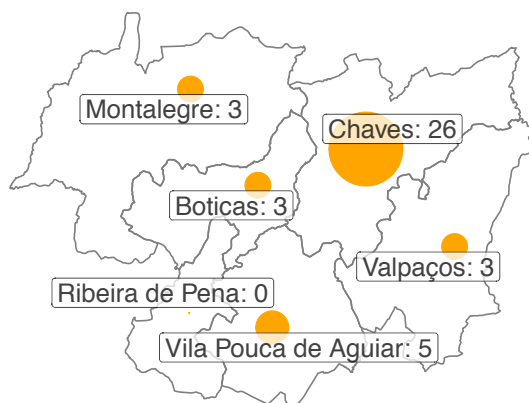 Montalegre: 3
Chaves: 26
Boticas: 3
Valpaços: 3
Ribeira de Pena: 0
Vila Pouca de Aguiar: 5